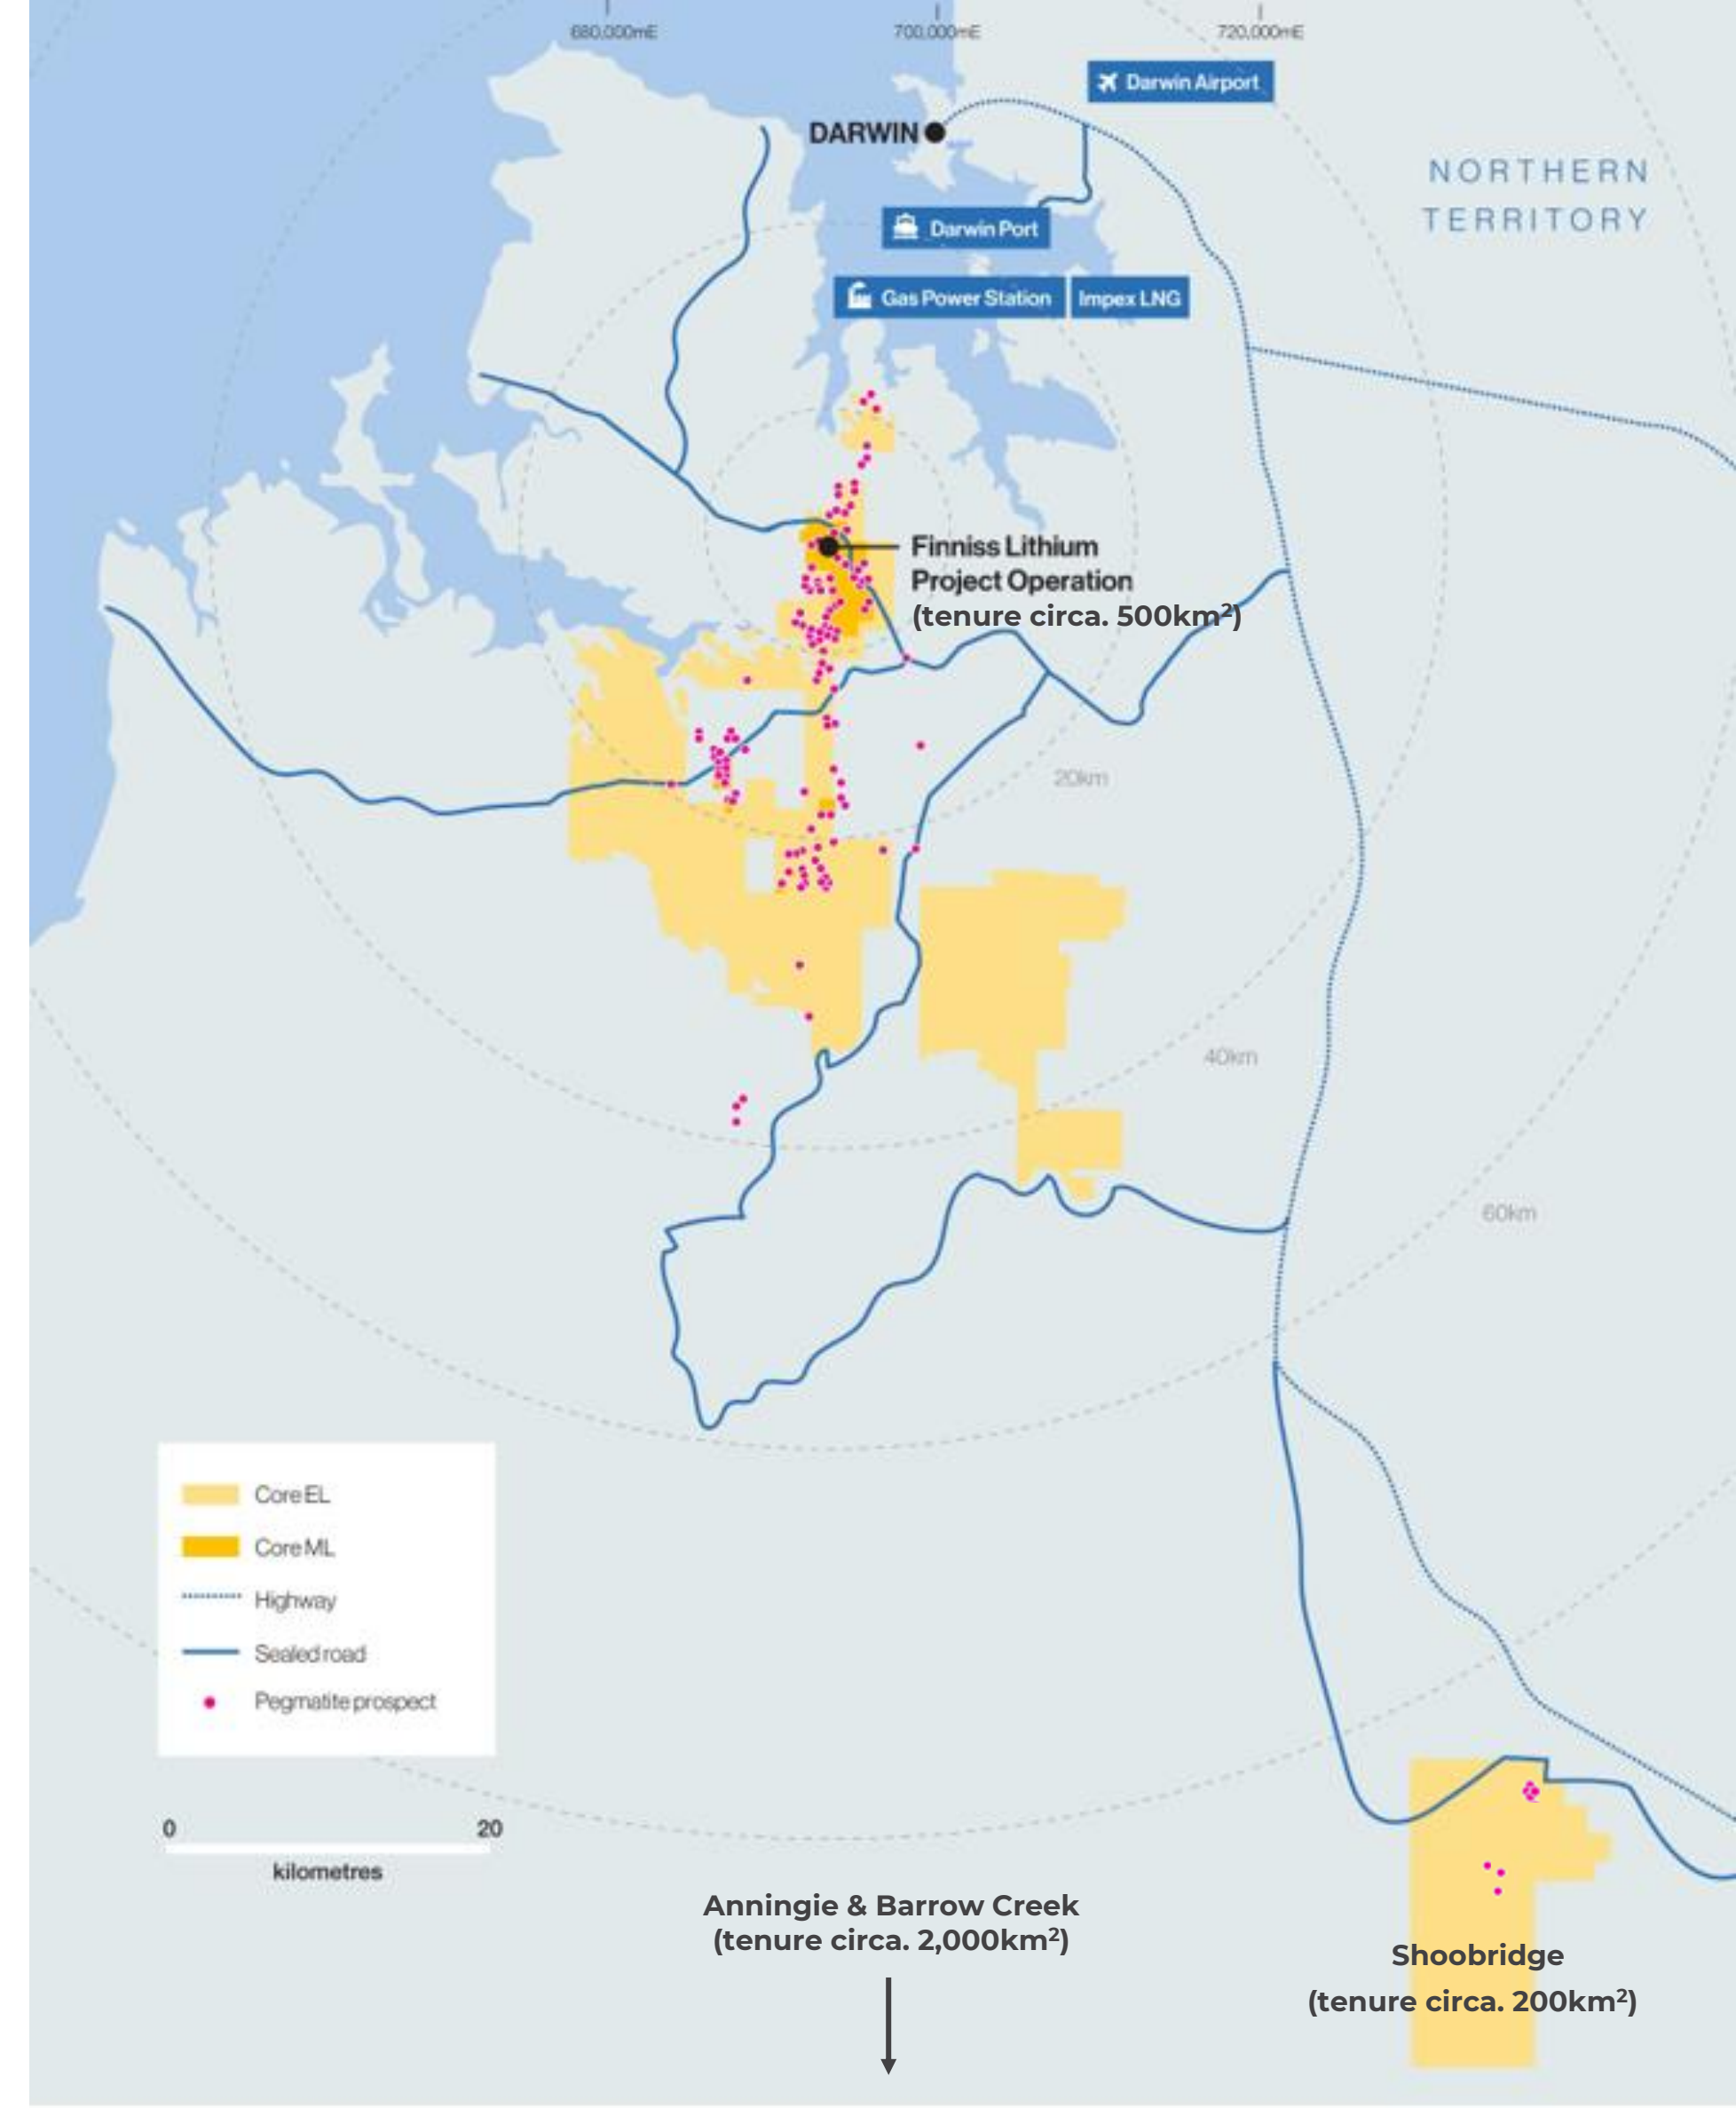 680,000mE
700,000mE
720,000mE
Darwin Airport
DARWIN
NORTHERN
TERRITORY
Darwin Port
Gas Power Station
Impex LNG
Finniss Lithium
Project Operation
(tenure circa. 500km²)
20km
40km
60km
Core EL
Core ML
Highway
Sealed road
Pegmatite prospect
0 20
kilometres
Anningie & Barrow Creek
(tenure circa. 2,000km²)
Shoobridge
(tenure circa. 200km²)